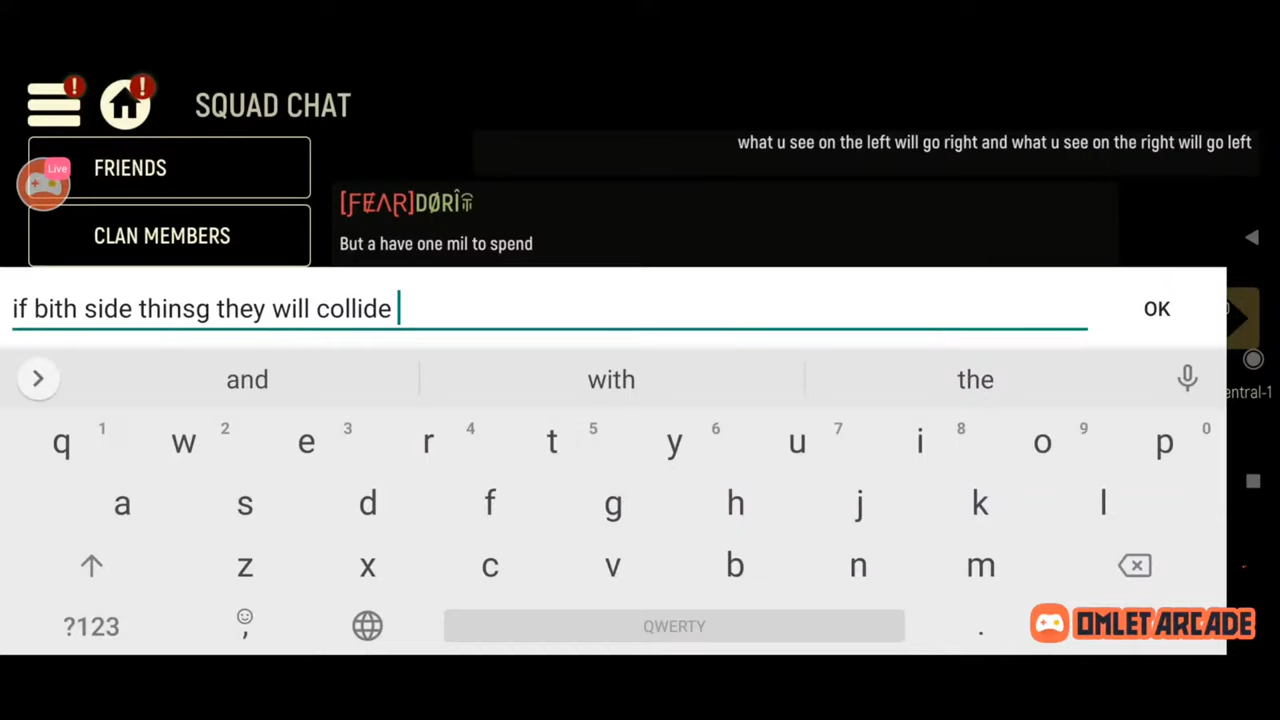 ! !
SQUAD CHAT
what u see on the left will go right and what u see on the right will go left
Live
FRIENDS
CLAN MEMBERS
But a have one mil to spend
if bith side thinsg they will collide
OK
entral-1
and with the
q 1 w 2 e 3 r 4 t 5 y 6 u 7 i 8 o 9 p 0
a s d f g h j k l
z x c v b n m
?123 , QWERTY .
OMLET ARCADE